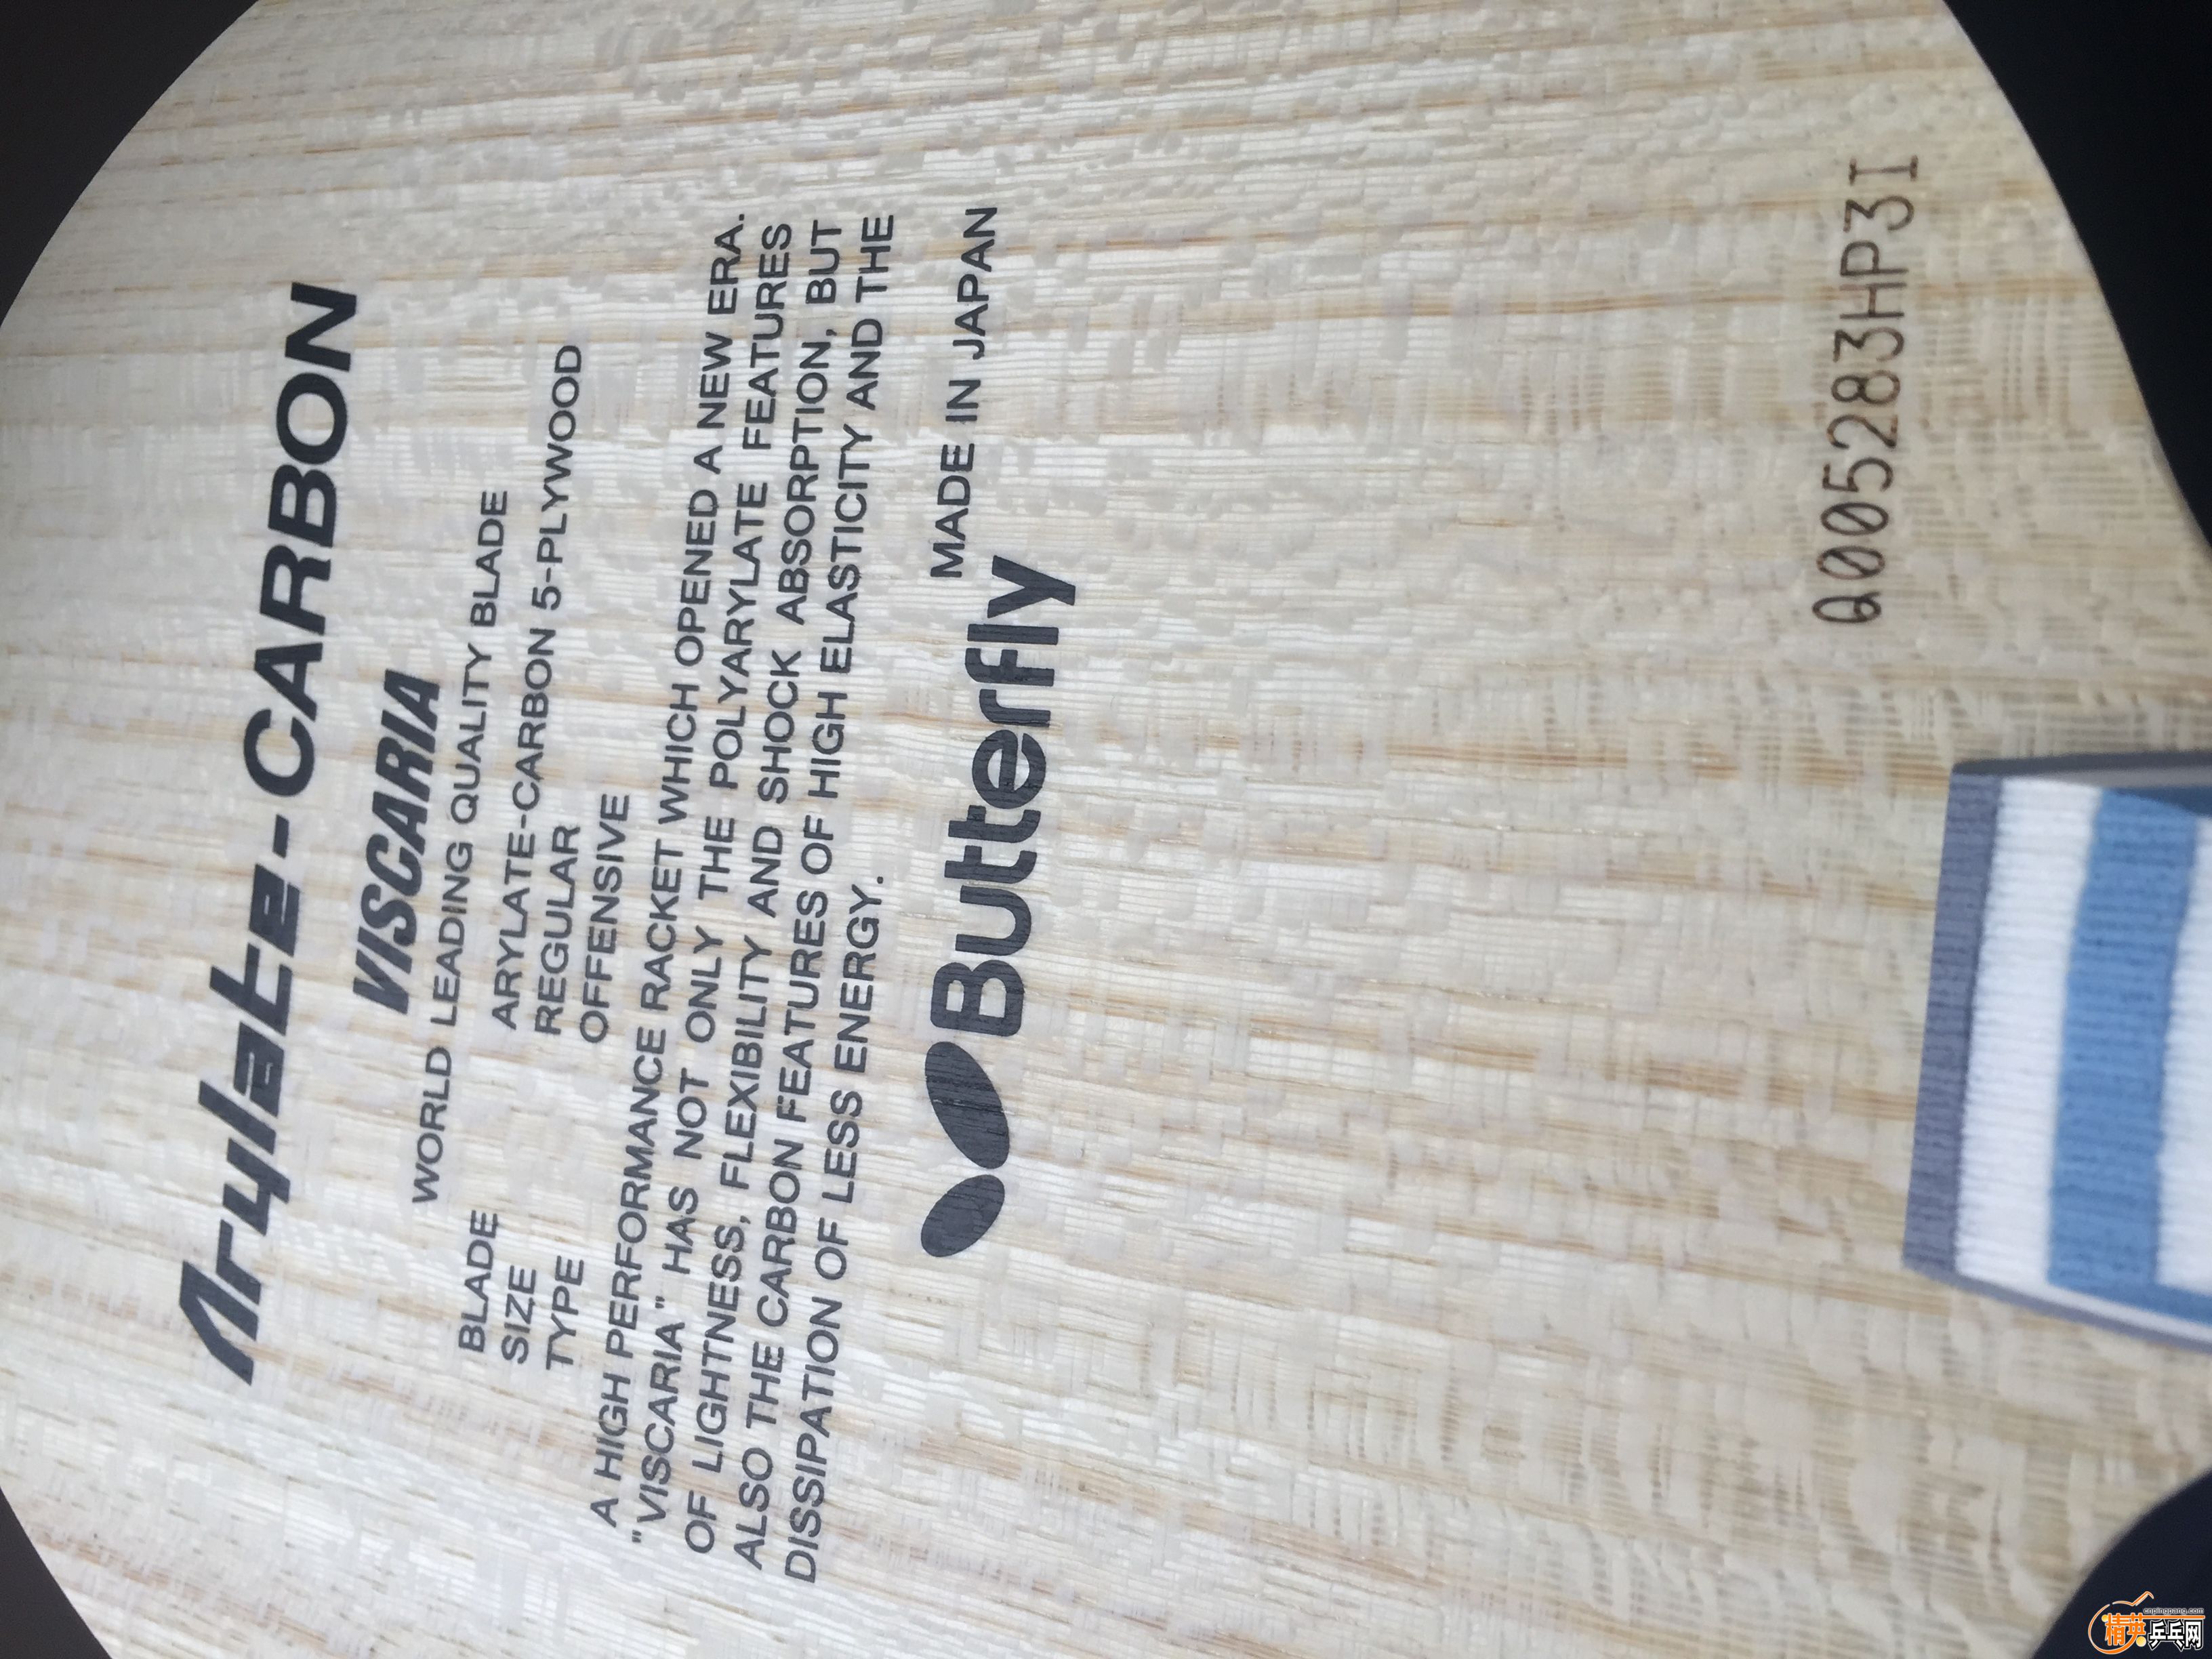 Arylate-CARBON
VISCARIA
WORLD LEADING QUALITY BLADE
BLADE ARYLATE-CARBON 5-PLYWOOD
SIZE REGULAR
TYPE OFFENSIVE
A HIGH PERFORMANCE RACKET WHICH OPENED A NEW ERA.
"VISCARIA" HAS NOT ONLY THE POLYARYLATE FEATURES
OF LIGHTNESS, FLEXIBILITY AND SHOCK ABSORPTION, BUT
ALSO THE CARBON FEATURES OF HIGH ELASTICITY AND THE
DISSIPATION OF LESS ENERGY.
Butterfly MADE IN JAPAN
Q005283HP3I
copingpang.com
精英乒乓网